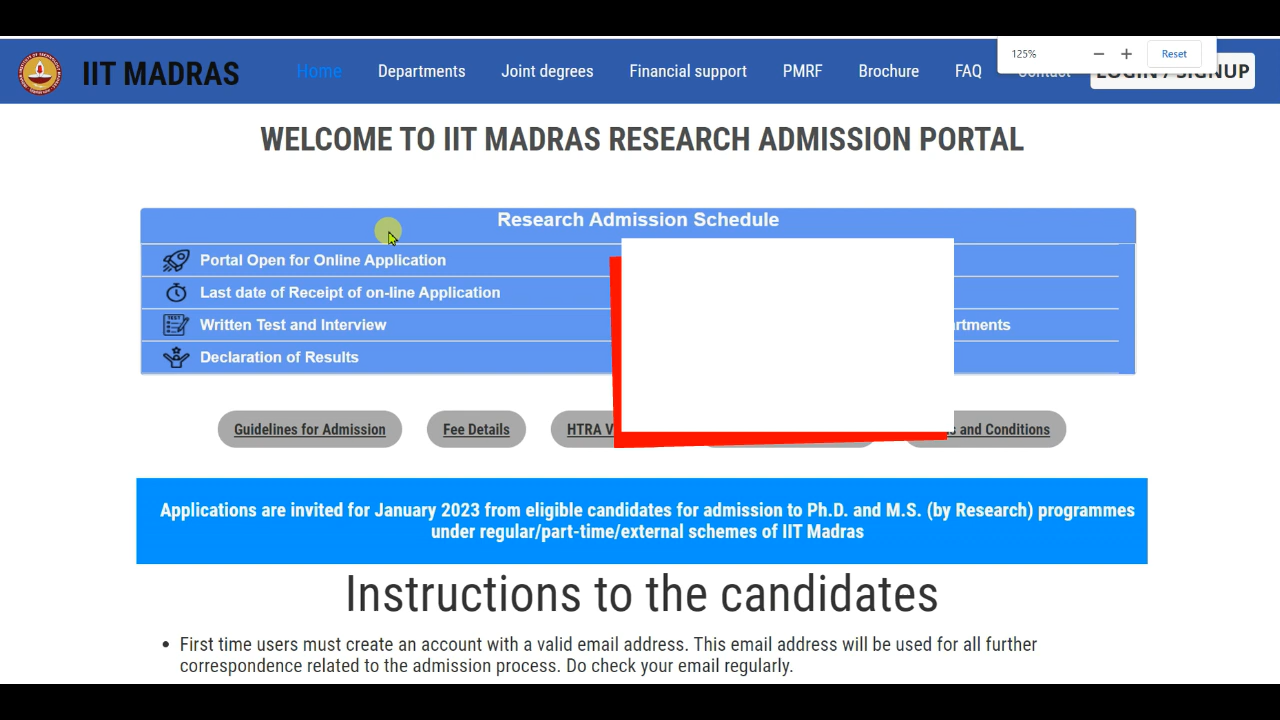 IIT MADRAS
Home Departments Joint degrees Financial support PMRF Brochure FAQ Contact LOGIN / SIGNUP
125% Reset
WELCOME TO IIT MADRAS RESEARCH ADMISSION PORTAL
Research Admission Schedule
Portal Open for Online Application
Last date of Receipt of on-line Application
Written Test and Interview
Declaration of Results
Guidelines for Admission Fee Details HTRA and Conditions
Applications are invited for January 2023 from eligible candidates for admission to Ph.D. and M.S. (by Research) programmes
under regular/part-time/external schemes of IIT Madras
Instructions to the candidates
• First time users must create an account with a valid email address. This email address will be used for all further
correspondence related to the admission process. Do check your email regularly.